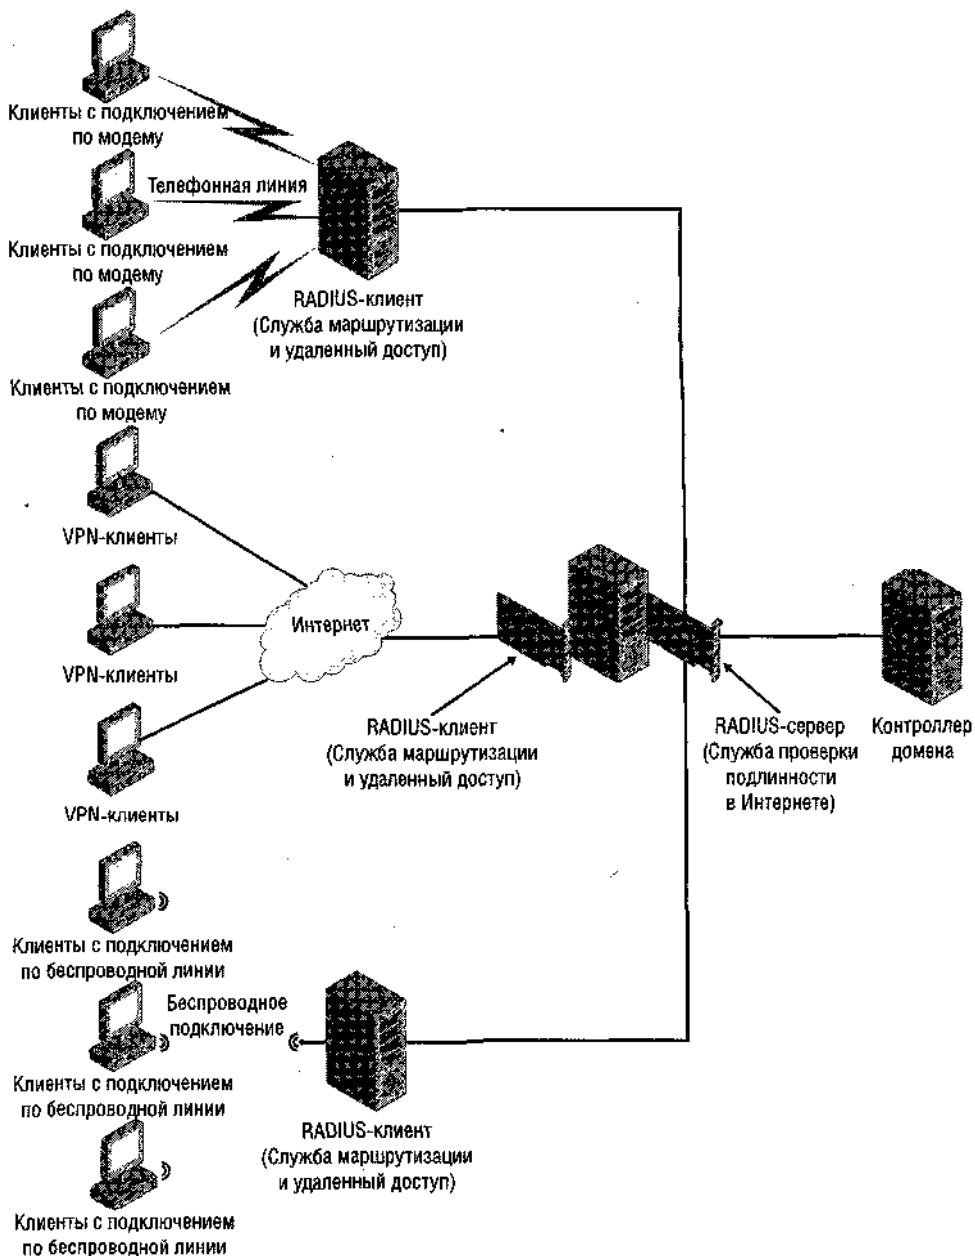 Клиенты с подключением
по модему
Телефонная линия
Клиенты с подключением
по модему
RADIUS-клиент
(Служба маршрутизации
и удаленный доступ)
Клиенты с подключением
по модему
VPN-клиенты
Интернет
VPN-клиенты
RADIUS-клиент
(Служба маршрутизации
и удаленный доступ)
RADIUS-сервер
(Служба проверки
подлинности
в Интернете)
Контроллер
домена
VPN-клиенты
Клиенты с подключением
по беспроводной линии
Беспроводное
подключение
Клиенты с подключением
по беспроводной линии
RADIUS-клиент
(Служба маршрутизации
и удаленный доступ)
Клиенты с подключением
по беспроводной линии